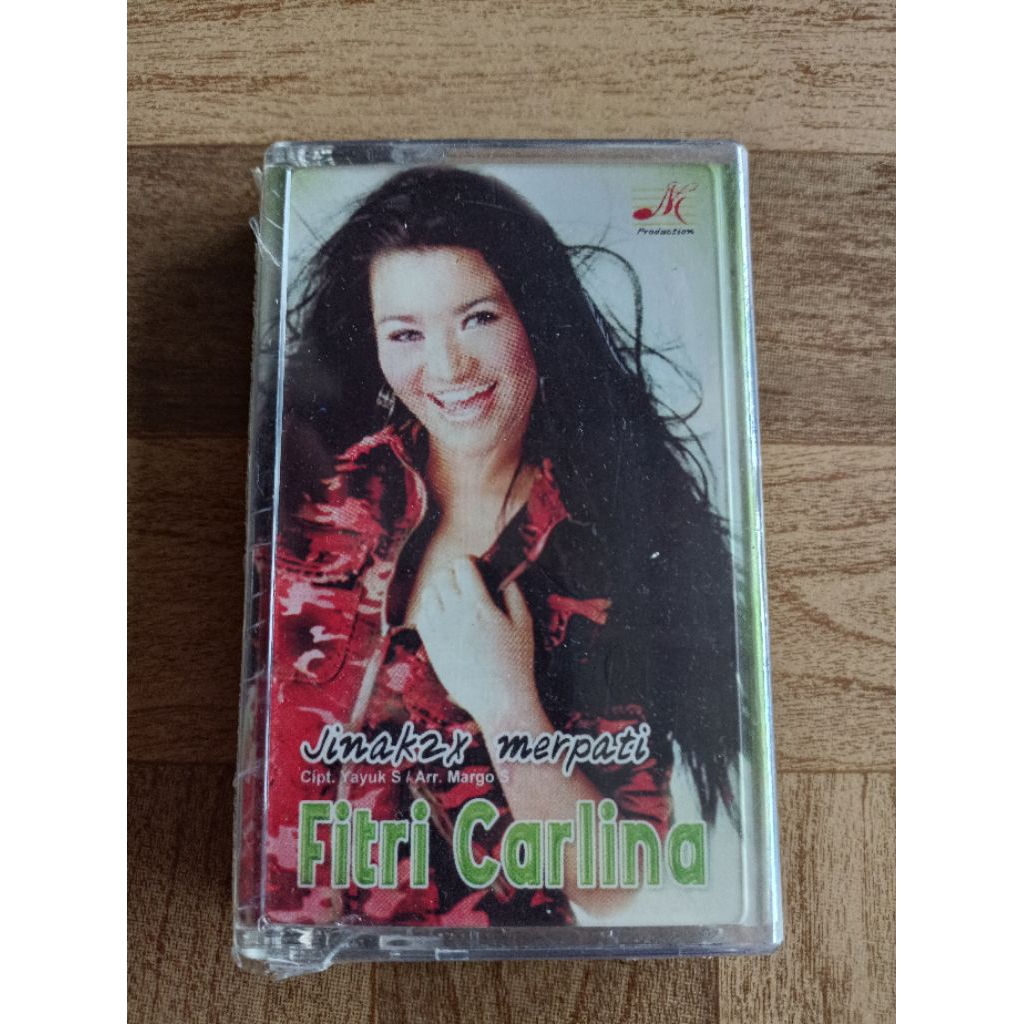 Production
Jinak2x merpati
Cipt. Yayuk S / Arr. Margo S
Fitri Carlina